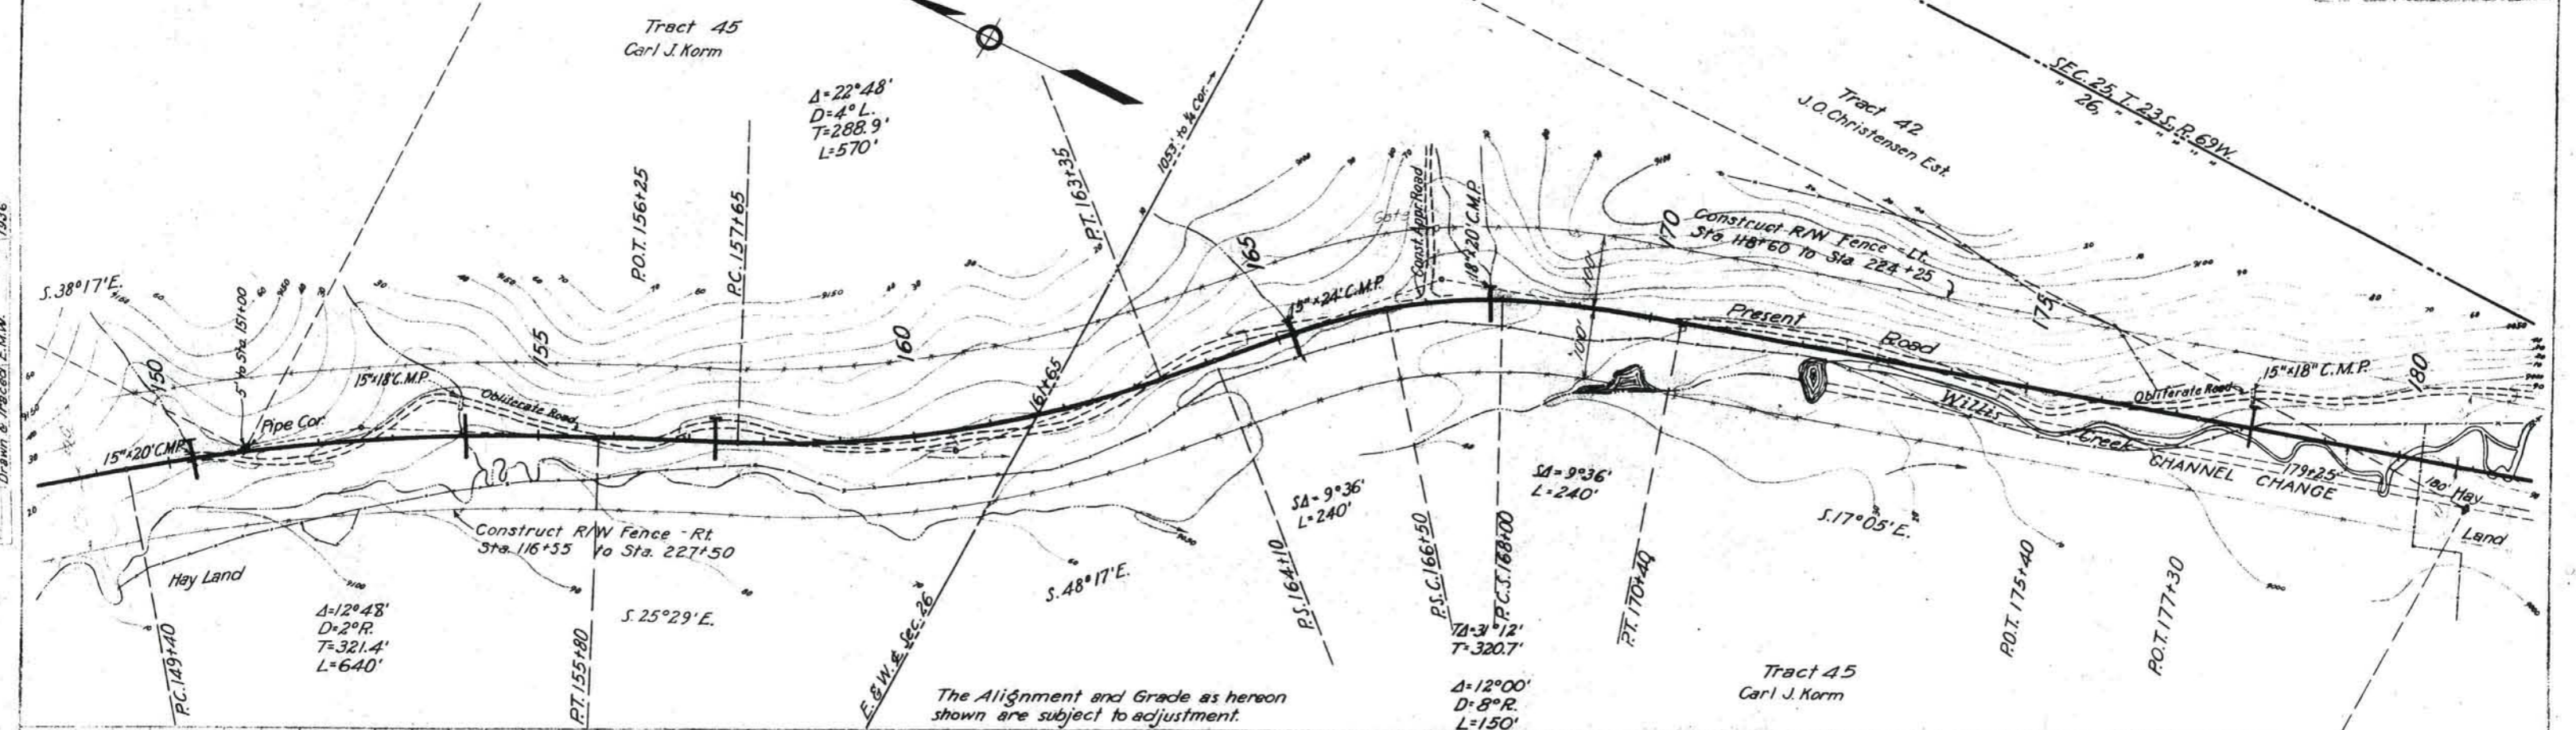 Tract 45
Carl J. Korm
Δ=22°48'
D=4° L.
T=288.9'
L=570'
P.O.T. 156+25
P.C. 157+65
P.T. 163+35
1053' to ¼ Cor. →
Tract 42
J.O. Christensen Est.
SEC. 25, T. 23 S., R. 69 W.
" 26, " " " "
S. 38°17' E.
150
5' to Sta. 151+00
Pipe Cor.
15"x20' C.M.P.
15"x18' C.M.P.
Obliterate Road
155
160
161+65
165
15"x24' C.M.P.
Gate
Const. Appr. Road
18"x20' C.M.P.
100'
100'
170
Construct R/W Fence - Lt.
Sta. 118+60 to Sta. 224+25
175
Present Road
Willis Creek
CHANNEL CHANGE
Obliterate Road
15"x18" C.M.P.
180
179+25
180' Hay
Land
Construct R/W Fence - Rt.
Sta. 116+55 to Sta. 227+50
Hay Land
P.C. 149+40
Δ=12°48'
D=2° R.
T=321.4'
L=640'
P.T. 155+80
S. 25°29' E.
E. & W. ℄ Sec. 26
S. 48°17' E.
P.S. 164+10
SΔ=9°36'
L=240'
P.S.C. 166+50
P.C.S. 168+00
SΔ=9°36'
L=240'
P.T. 170+40
TΔ=31°12'
T=320.7'
Δ=12°00'
D=8° R.
L=150'
S. 17°05' E.
P.O.T. 175+40
P.O.T. 177+30
Tract 45
Carl J. Korm
The Alignment and Grade as hereon
shown are subject to adjustment.
Drawn & Traced E.M.W. 1936